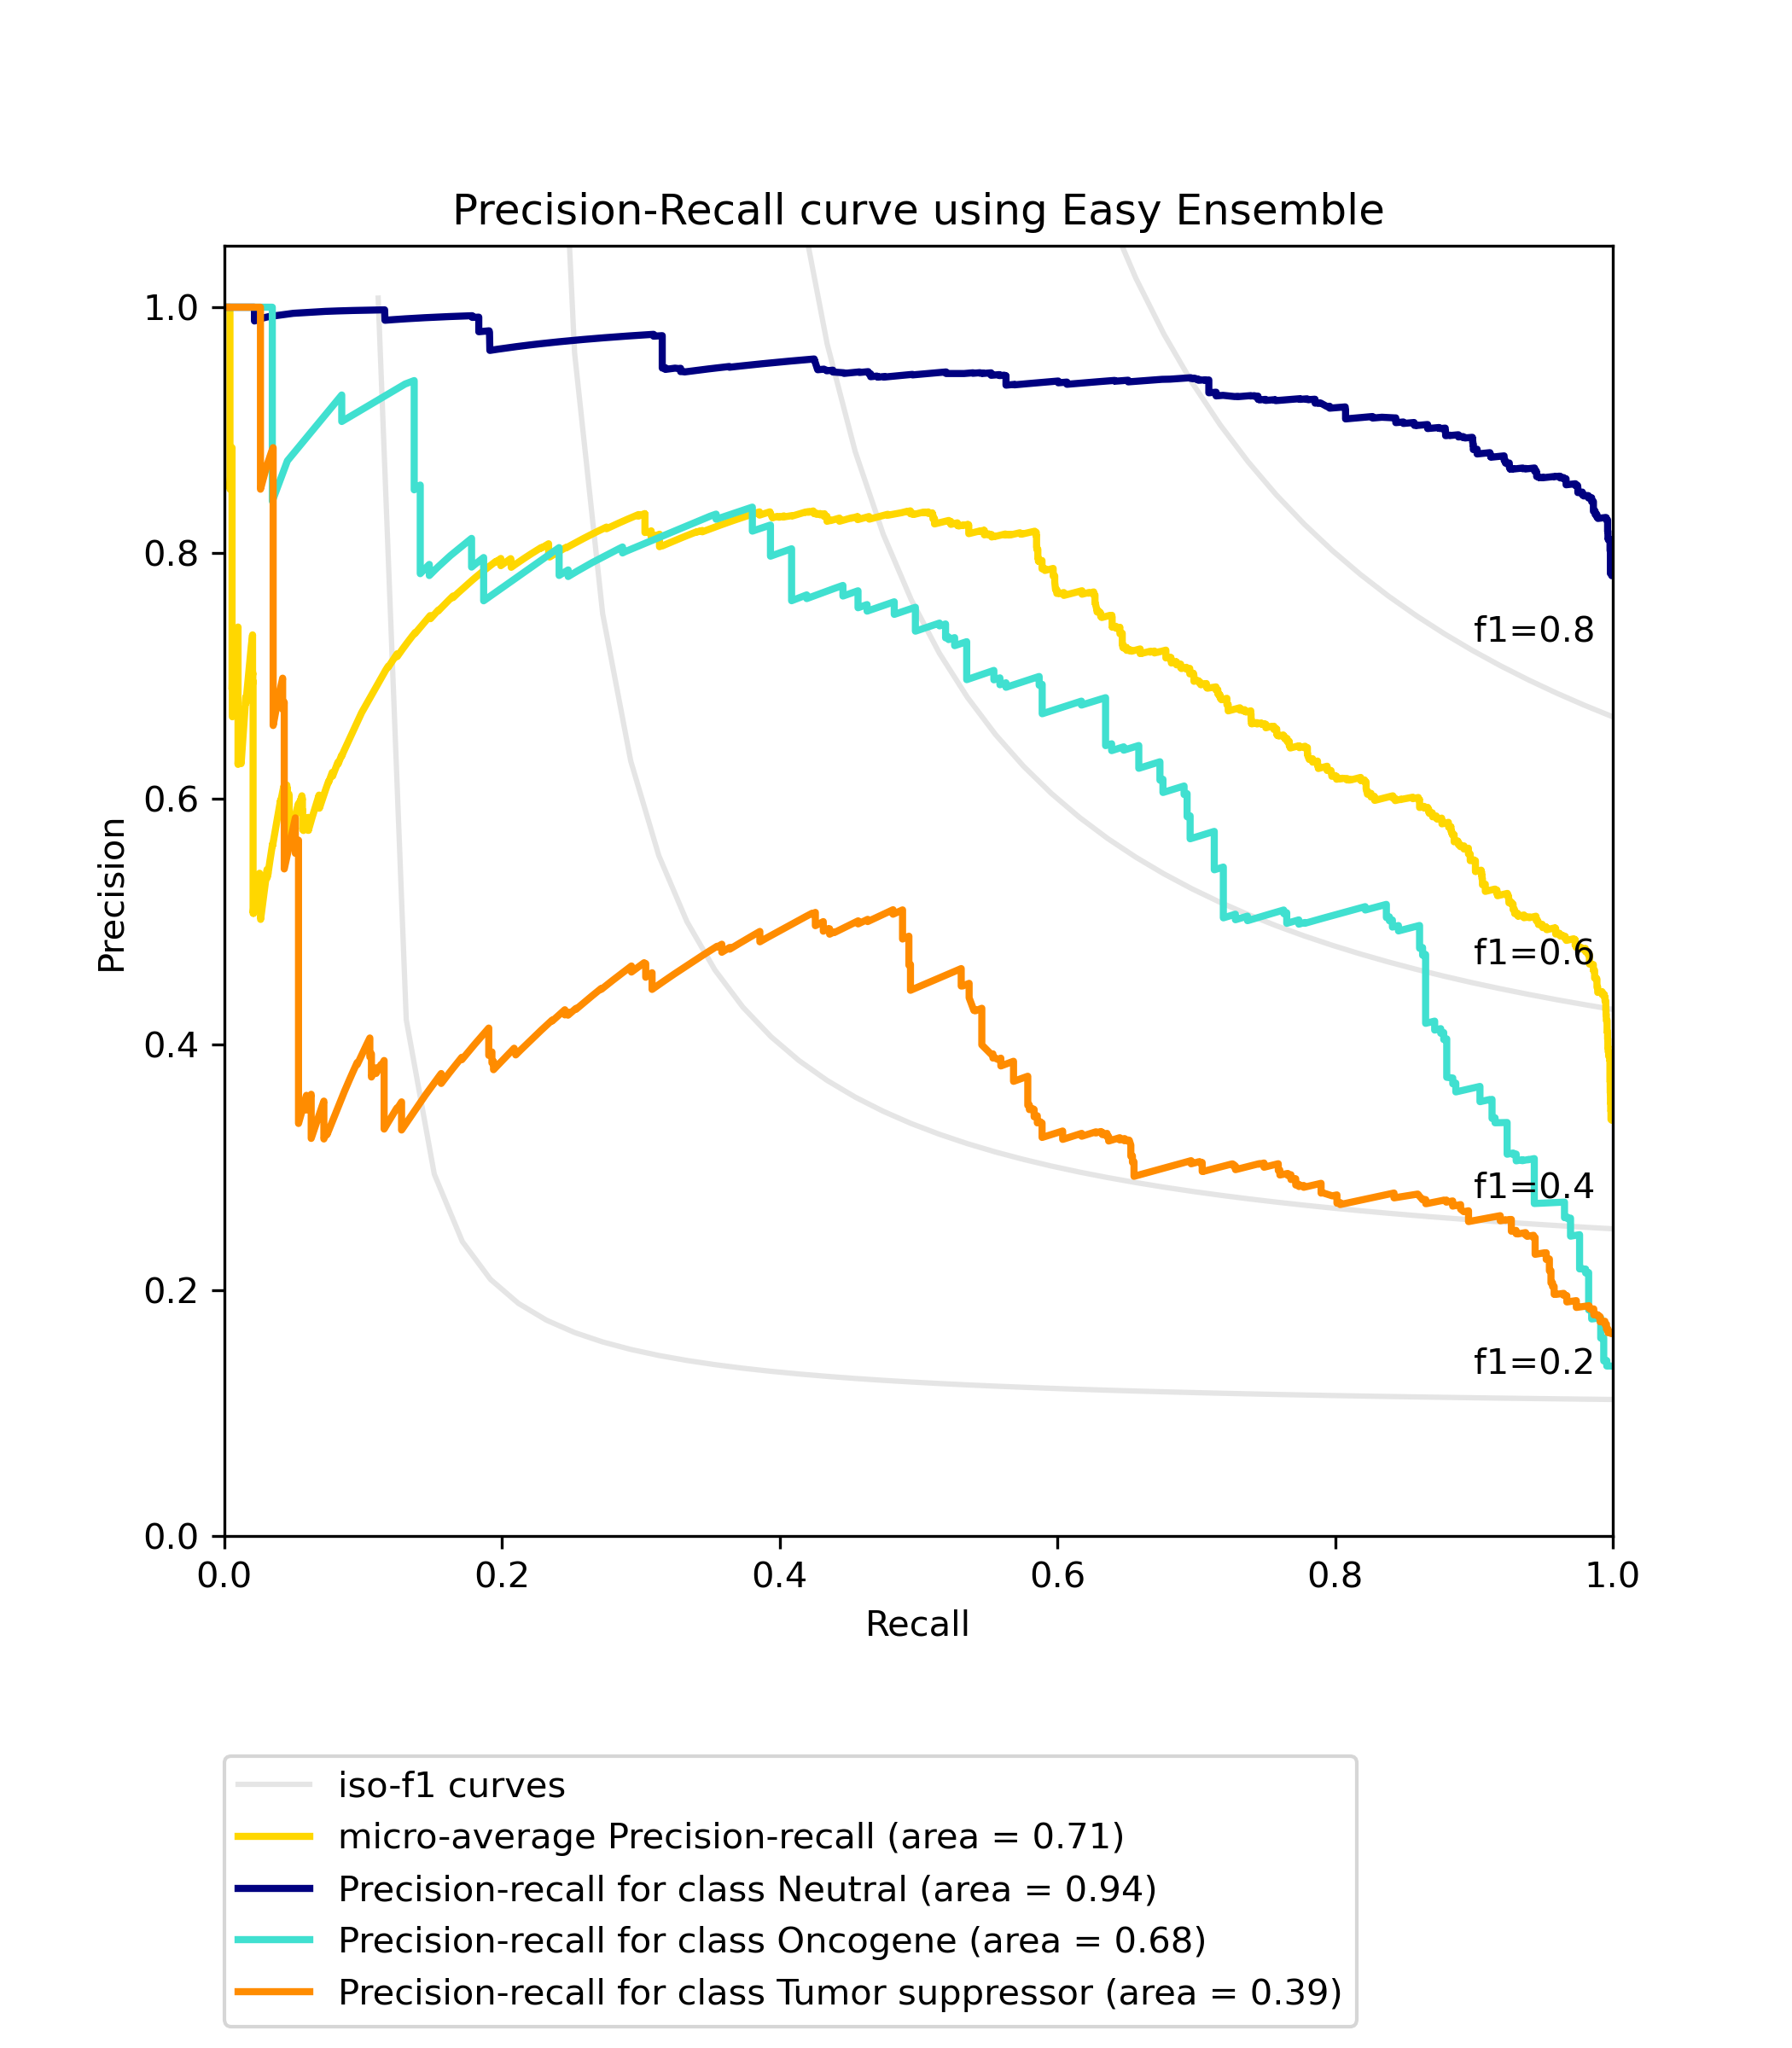 Precision-Recall curve using Easy Ensemble
1.0
0.8
0.6
0.4
0.2
0.0
Precision
f1=0.8
f1=0.6
f1=0.4
f1=0.2
0.0 0.2 0.4 0.6 0.8 1.0
Recall
iso-f1 curves
micro-average Precision-recall (area = 0.71)
Precision-recall for class Neutral (area = 0.94)
Precision-recall for class Oncogene (area = 0.68)
Precision-recall for class Tumor suppressor (area = 0.39)